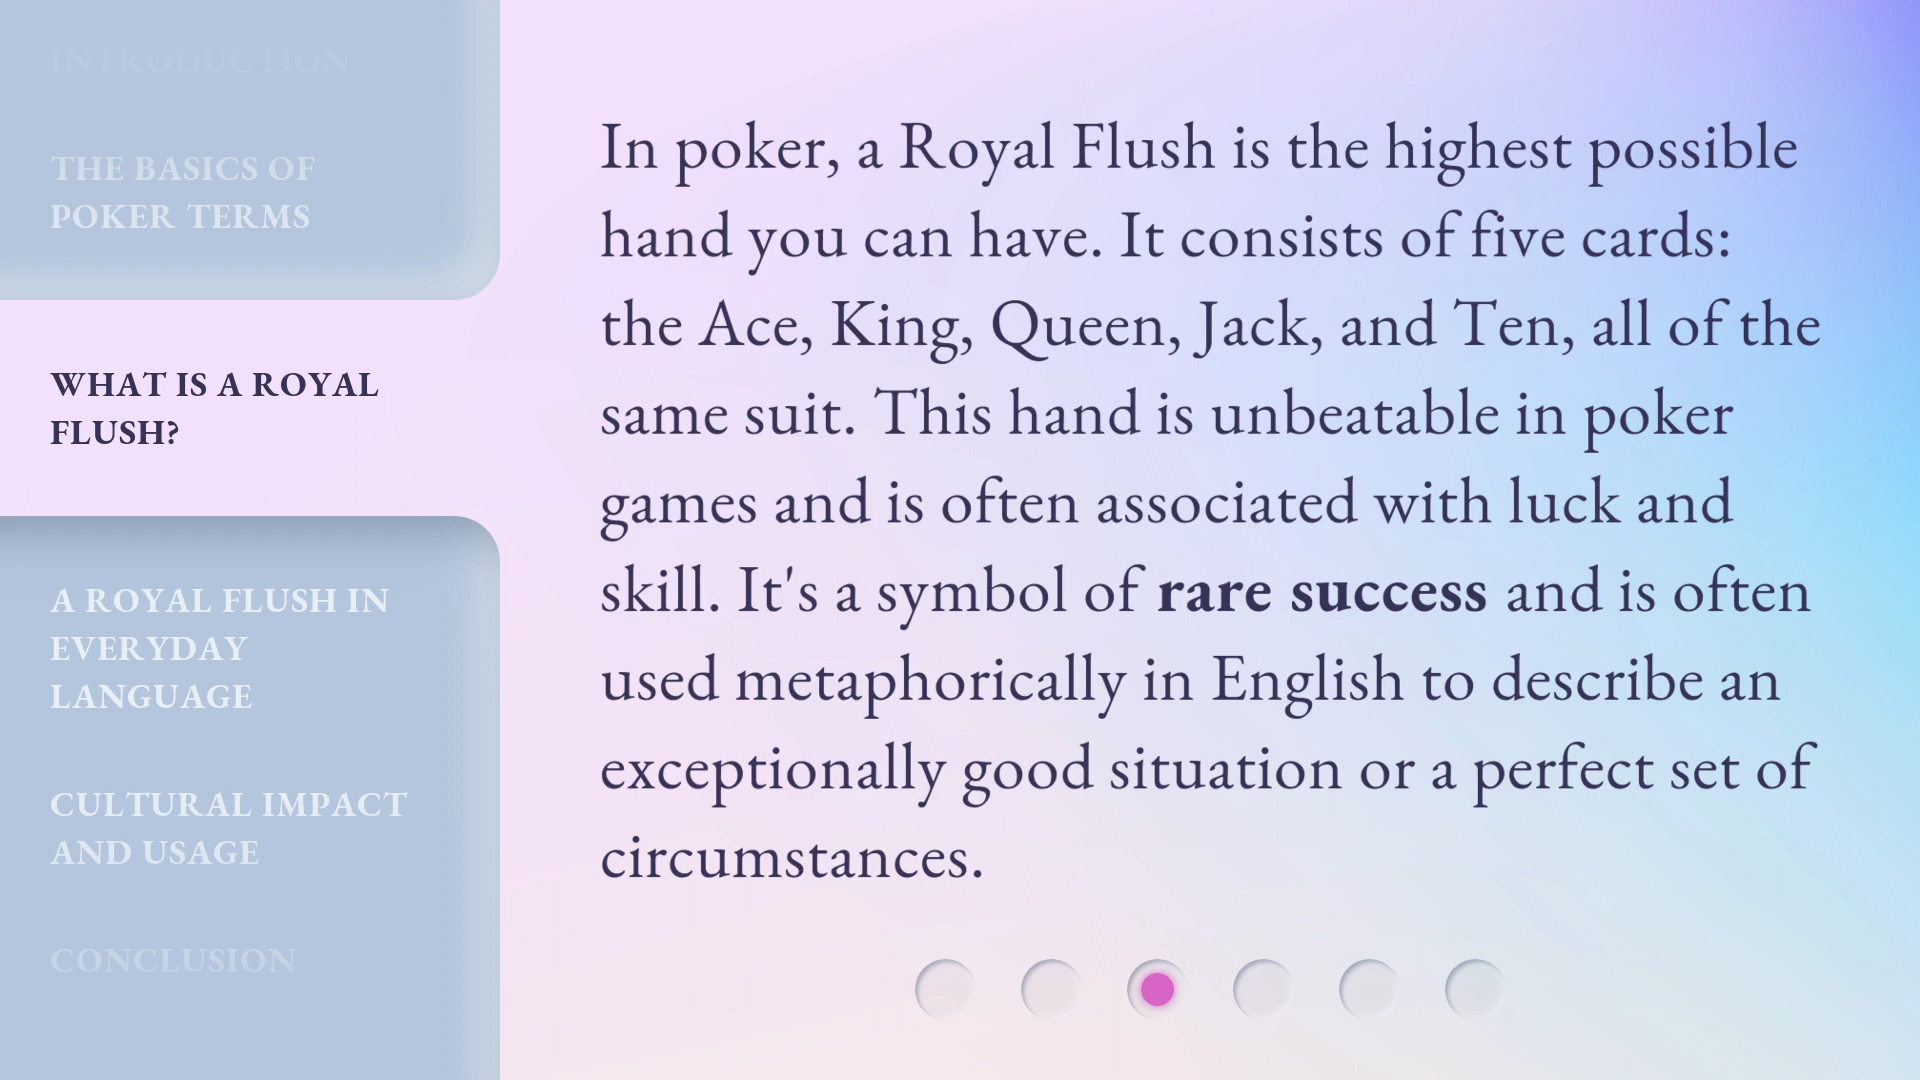 INTRODUCTION
THE BASICS OF
POKER TERMS
WHAT IS A ROYAL
FLUSH?
A ROYAL FLUSH IN
EVERYDAY
LANGUAGE
CULTURAL IMPACT
AND USAGE
CONCLUSION
In poker, a Royal Flush is the highest possible
hand you can have. It consists of five cards:
the Ace, King, Queen, Jack, and Ten, all of the
same suit. This hand is unbeatable in poker
games and is often associated with luck and
skill. It's a symbol of rare success and is often
used metaphorically in English to describe an
exceptionally good situation or a perfect set of
circumstances.